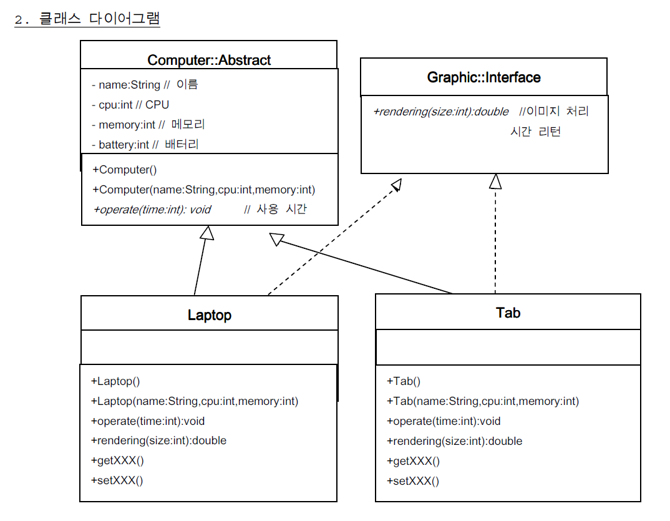 2. 클래스 다이어그램
Computer::Abstract
- name:String // 이름
- cpu:int // CPU
- memory:int // 메모리
- battery:int // 배터리
+Computer()
+Computer(name:String,cpu:int,memory:int)
+operate(time:int): void // 사용 시간
Graphic::Interface
+rendering(size:int):double //이미지 처리
시간 리턴
Laptop
+Laptop()
+Laptop(name:String,cpu:int,memory:int)
+operate(time:int):void
+rendering(size:int):double
+getXXX()
+setXXX()
Tab
+Tab()
+Tab(name:String,cpu:int,memory:int)
+operate(time:int):void
+rendering(size:int):double
+getXXX()
+setXXX()